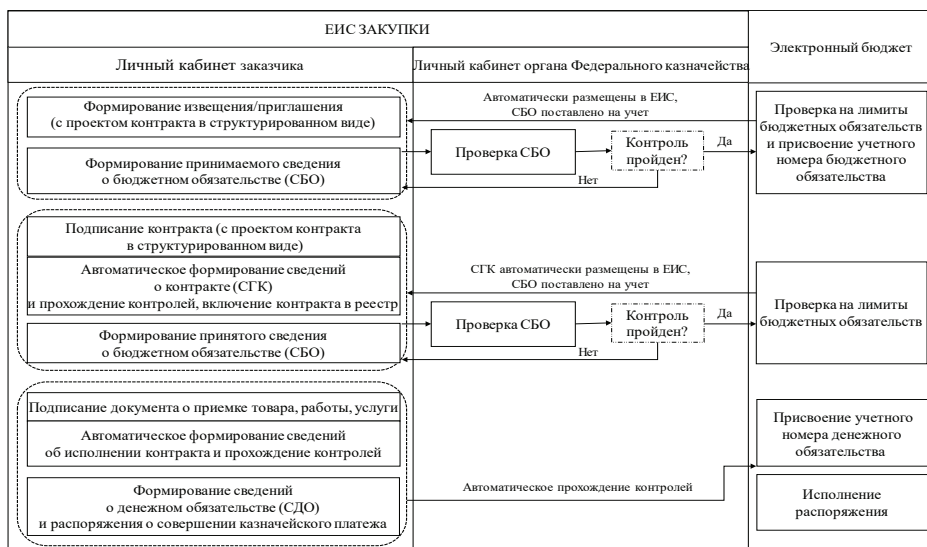 ЕИС ЗАКУПКИ
Электронный бюджет
Личный кабинет заказчика
Личный кабинет органа Федерального казначейства
Формирование извещения/приглашения
(с проектом контракта в структурированном виде)
Автоматически размещены в ЕИС,
СБО поставлено на учет
Проверка на лимиты
бюджетных обязательств
и присвоение учетного
номера бюджетного
обязательства
Формирование принимаемого сведения
о бюджетном обязательстве (СБО)
Проверка СБО
Контроль
пройден?
Да
Нет
Подписание контракта (с проектом контракта
в структурированном виде)
Автоматическое формирование сведений
о контракте (СГК)
и прохождение контролей, включение контракта в реестр
СГК автоматически размещены в ЕИС,
СБО поставлено на учет
Проверка на лимиты
бюджетных обязательств
Формирование принятого сведения
о бюджетном обязательстве (СБО)
Проверка СБО
Контроль
пройден?
Да
Нет
Подписание документа о приемке товара, работы, услуги
Автоматическое формирование сведений
об исполнении контракта и прохождение контролей
Присвоение учетного
номера денежного
обязательства
Формирование сведений
о денежном обязательстве (СДО)
и распоряжения о совершении казначейского платежа
Автоматическое прохождение контролей
Исполнение
распоряжения